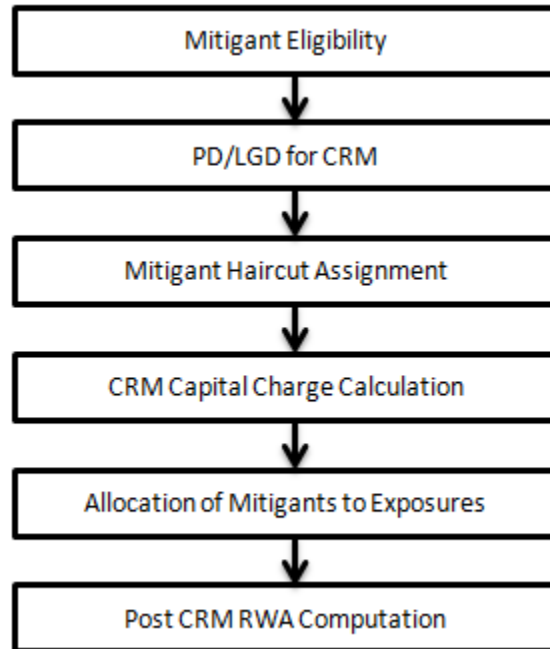 Mitigant Eligibility
PD/LGD for CRM
Mitigant Haircut Assignment
CRM Capital Charge Calculation
Allocation of Mitigants to Exposures
Post CRM RWA Computation